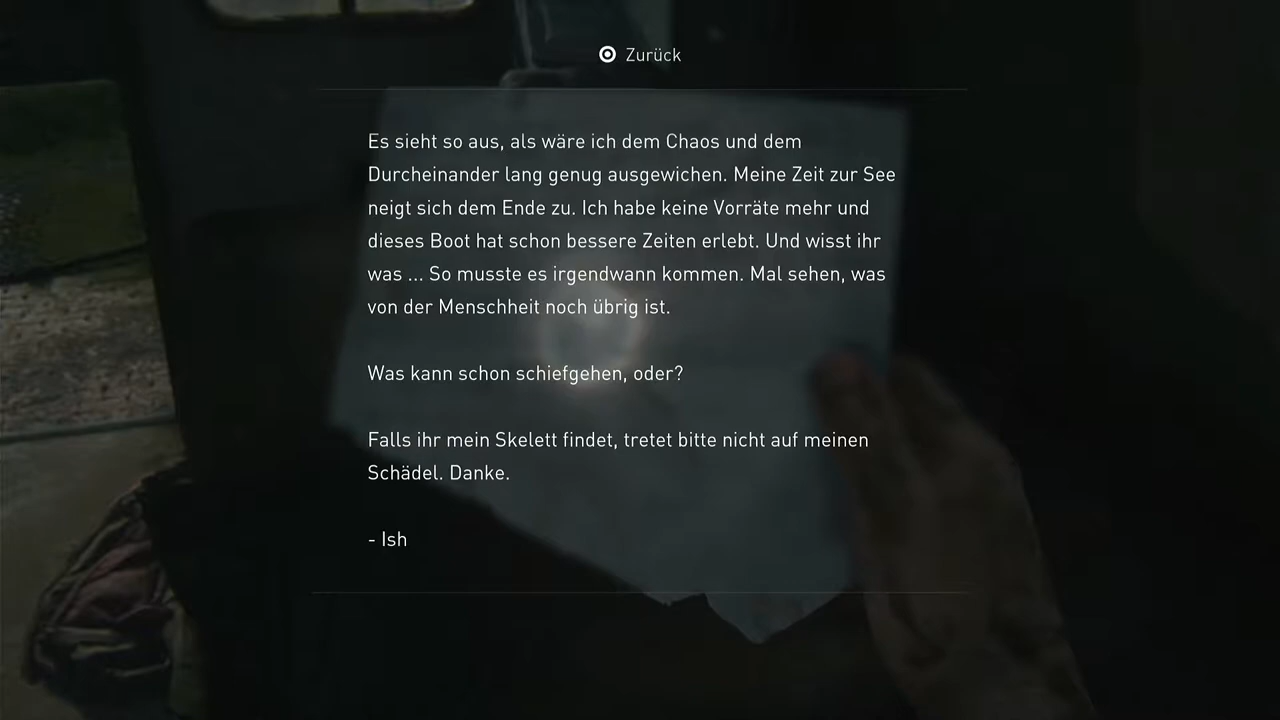 Zurück
Es sieht so aus, als wäre ich dem Chaos und dem
Durcheinander lang genug ausgewichen. Meine Zeit zur See
neigt sich dem Ende zu. Ich habe keine Vorräte mehr und
dieses Boot hat schon bessere Zeiten erlebt. Und wisst ihr
was ... So musste es irgendwann kommen. Mal sehen, was
von der Menschheit noch übrig ist.
Was kann schon schiefgehen, oder?
Falls ihr mein Skelett findet, tretet bitte nicht auf meinen
Schädel. Danke.
- Ish